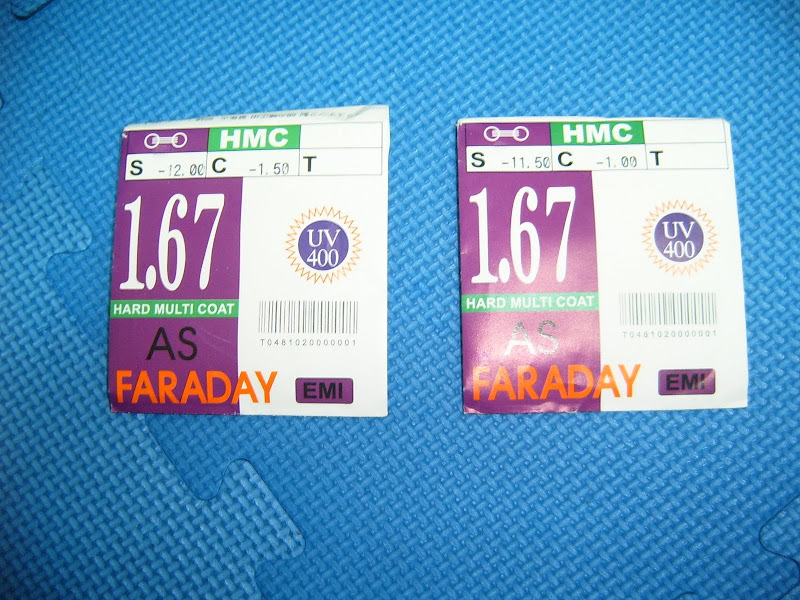 HMC
S -12.00 C -1.50 T
1.67
UV
400
HARD MULTI COAT
T0481020000001
AS
FARADAY
EMI
HMC
S -11.50 C -1.00 T
1.67
UV
400
HARD MULTI COAT
T0481020000001
AS
FARADAY
EMI